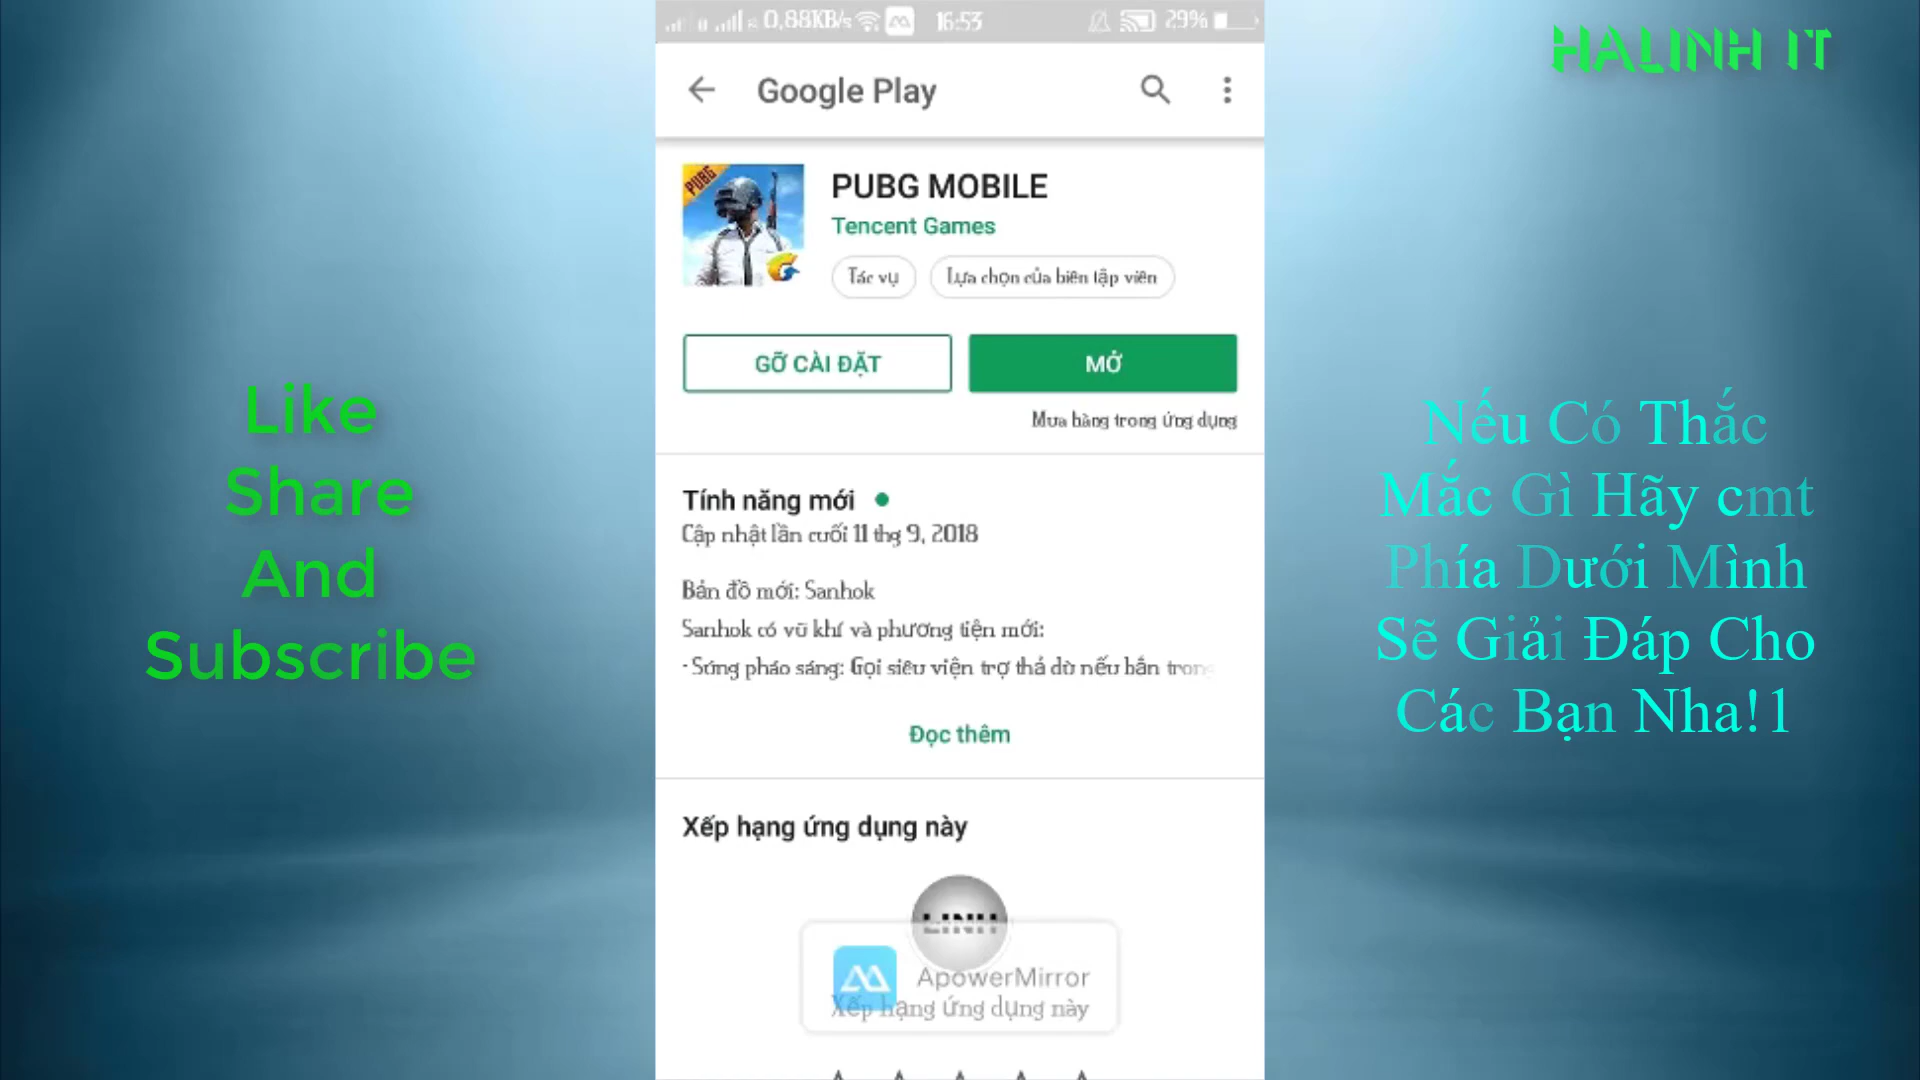 0.88KB/s 16:53 29%
HALINH IT
Google Play
PUBG
PUBG MOBILE
Tencent Games
Tác vụ
Lựa chọn của biên tập viên
GỠ CÀI ĐẶT
MỞ
Mua hàng trong ứng dụng
Like
Share
And
Subscribe
Nếu Có Thắc
Mắc Gì Hãy cmt
Phía Dưới Mình
Sẽ Giải Đáp Cho
Các Bạn Nha!1
Tính năng mới
Cập nhật lần cuối 11 thg 9, 2018
Bản đồ mới: Sanhok
Sanhok có vũ khí và phương tiện mới:
- Súng pháo sáng: Gọi siêu viện trợ thả dù nếu bắn trong
Đọc thêm
Xếp hạng ứng dụng này
LINH
ApowerMirror
Xếp hạng ứng dụng này